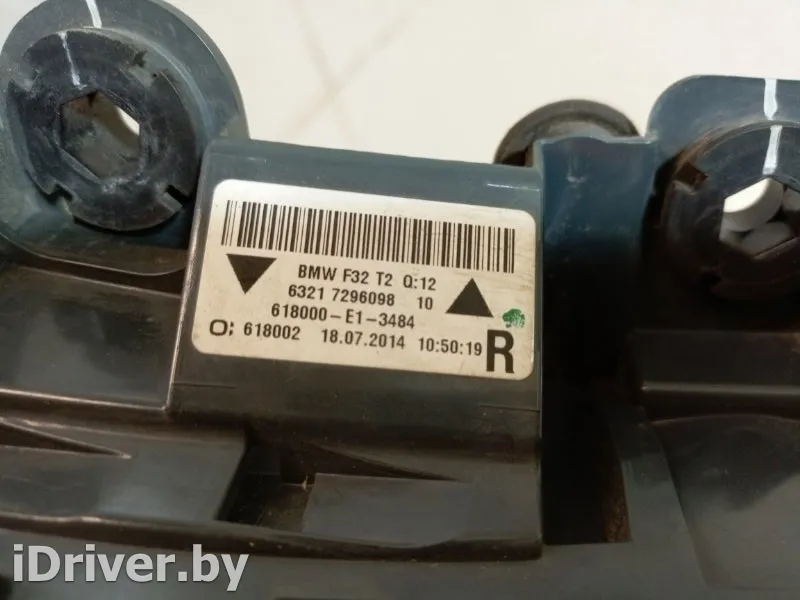 BMW F32 T2 Q:12
6321 7296098 10
618000-E1-3484
O; 618002 18.07.2014 10:50:19 R
iDriver.by